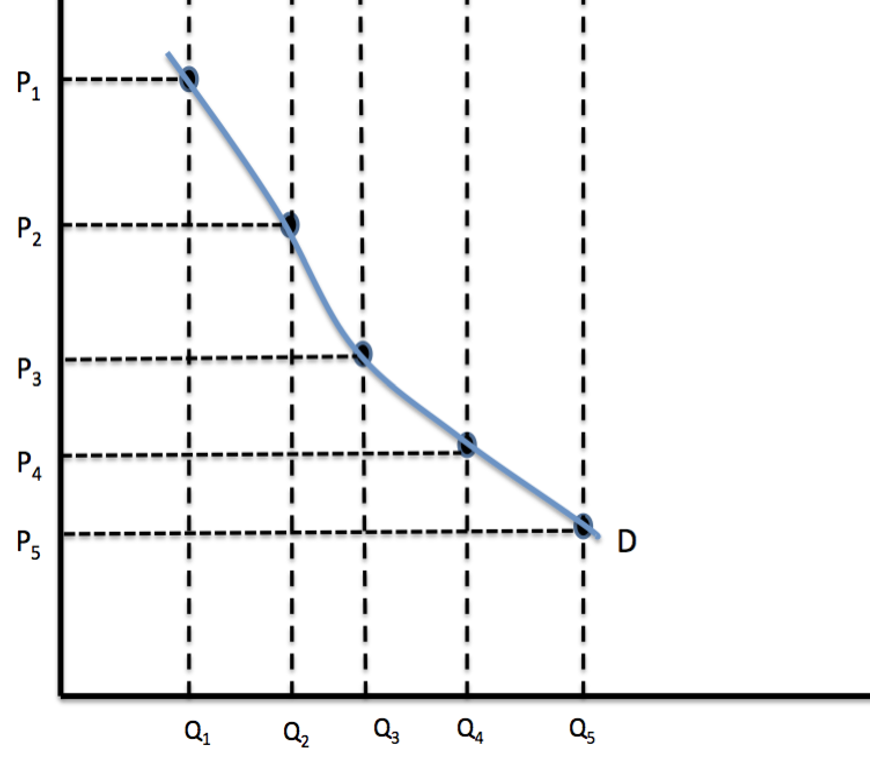 P₁
P₂
P₃
P₄
P₅
D
Q₁ Q₂ Q₃ Q₄ Q₅